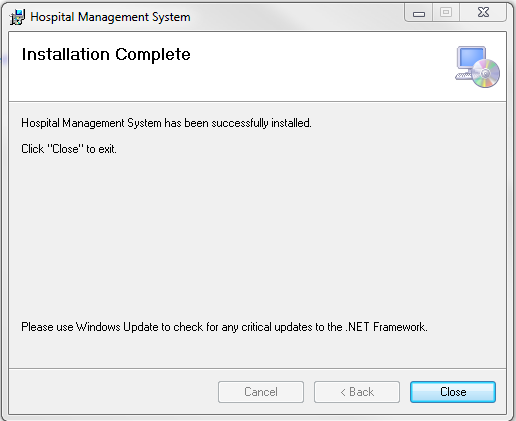 Hospital Management System
Installation Complete
Hospital Management System has been successfully installed.
Click "Close" to exit.
Please use Windows Update to check for any critical updates to the .NET Framework.
Cancel
< Back
Close